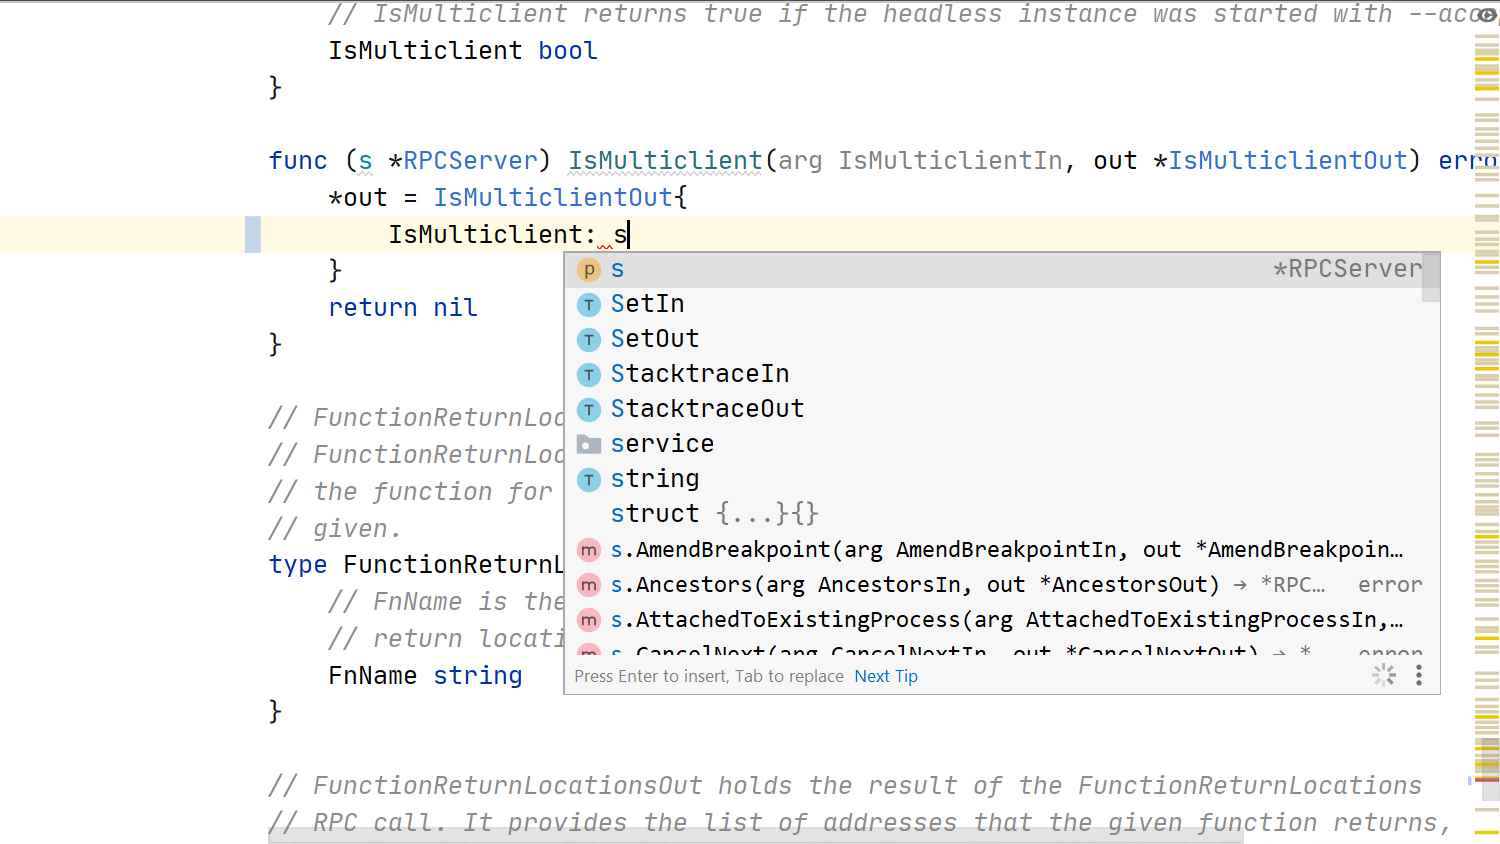 // IsMulticlient returns true if the headless instance was started with --acce
IsMulticlient bool
}
func (s *RPCServer) IsMulticlient(arg IsMulticlientIn, out *IsMulticlientOut) erro
*out = IsMulticlientOut{
IsMulticlient: s
p s *RPCServer
T SetIn
T SetOut
T StacktraceIn
T StacktraceOut
service
T string
struct {...}{}
m s.AmendBreakpoint(arg AmendBreakpointIn, out *AmendBreakpoin…
m s.Ancestors(arg AncestorsIn, out *AncestorsOut) → *RPC… error
m s.AttachedToExistingProcess(arg AttachedToExistingProcessIn,…
m s.CancelNext(arg CancelNextIn, out *CancelNextOut) → *… error
Press Enter to insert, Tab to replace Next Tip
}
return nil
}
// FunctionReturnLoc
// FunctionReturnLoc
// the function for
// given.
type FunctionReturnL
// FnName is the
// return locati
FnName string
}
// FunctionReturnLocationsOut holds the result of the FunctionReturnLocations
// RPC call. It provides the list of addresses that the given function returns,